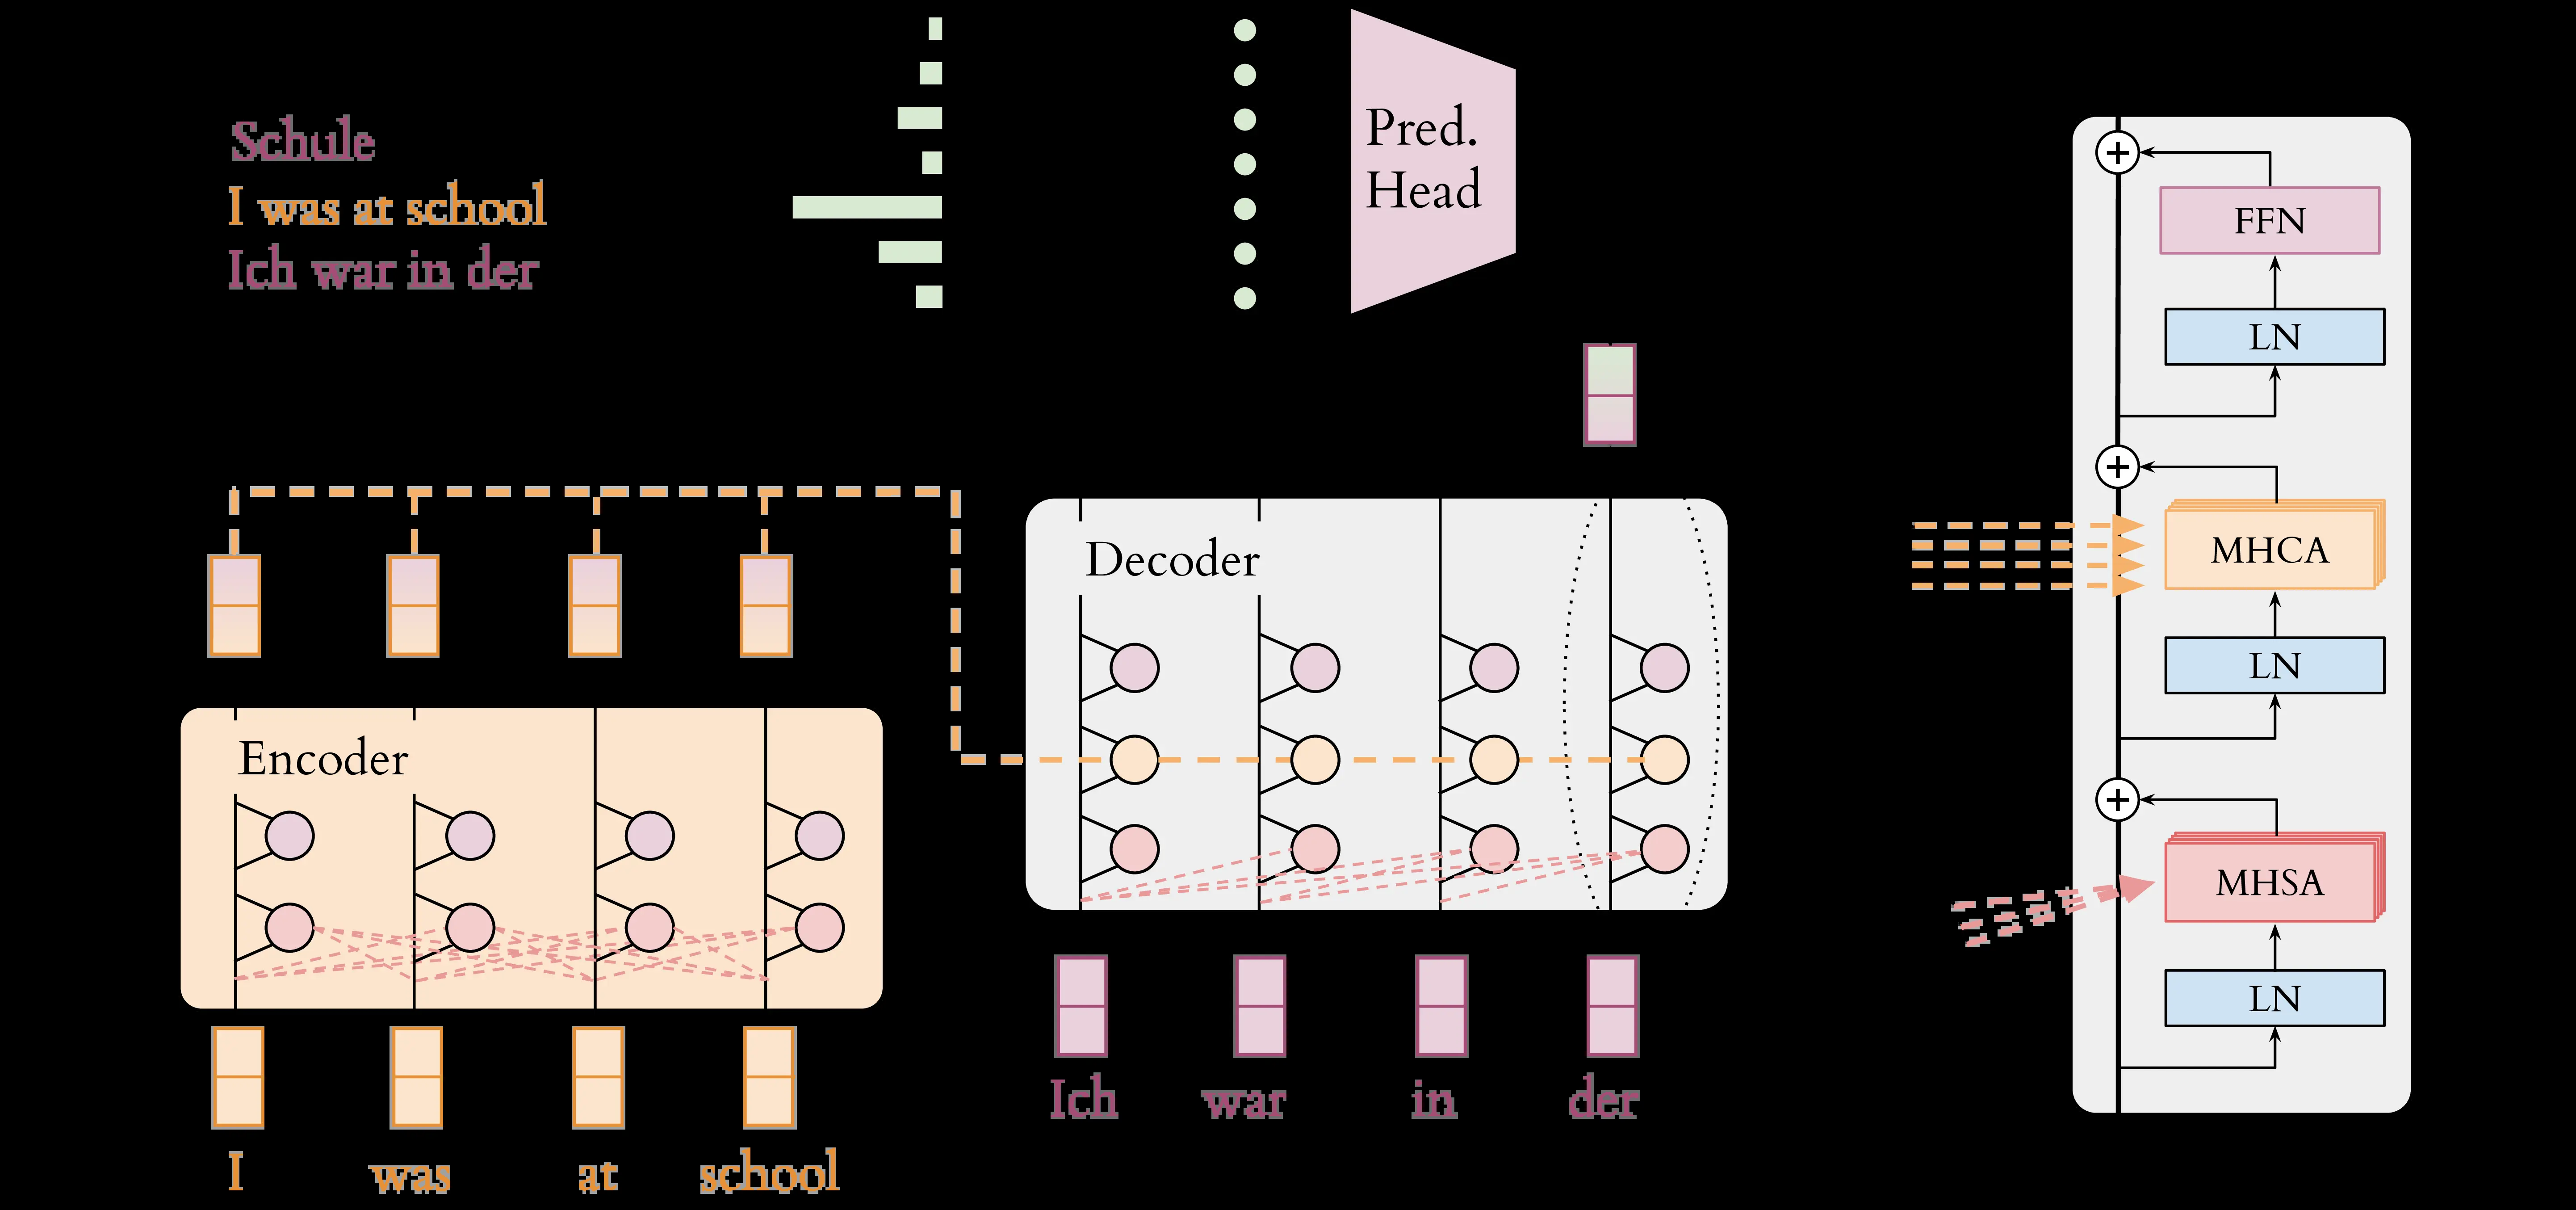 Schule
I was at school
Ich war in der
Pred.
Head
FFN
LN
MHCA
LN
MHSA
LN
Decoder
Encoder
Ich war in der
I was at school